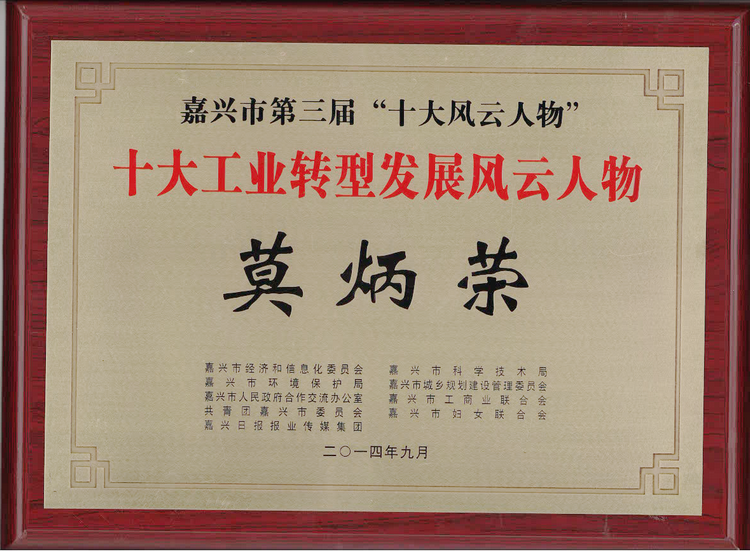 嘉兴市第三届“十大风云人物”
十大工业转型发展风云人物
莫炳荣
嘉兴市经济和信息化委员会 嘉兴市科学技术局
嘉兴市环境保护局 嘉兴市城乡规划建设管理委员会
嘉兴市人民政府合作交流办公室 嘉兴市工商业联合会
共青团嘉兴市委员会 嘉兴市妇女联合会
嘉兴日报报业传媒集团
二〇一四年九月